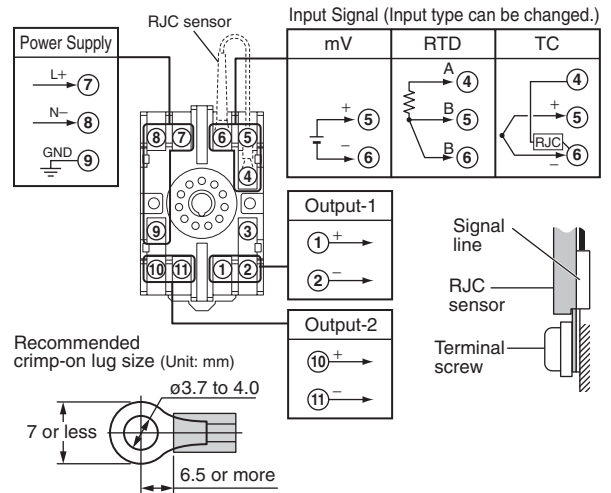 RJC sensor
Input Signal (Input type can be changed.)
Power Supply
L+
7
N−
8
GND
9
mV
+
5
−
6
RTD
A
4
B
5
B
6
TC
4
+
5
RJC
6
−
8 7 6 5
4
9 3
10 11 1 2
Output-1
1 +
2 −
Output-2
10 +
11 −
Signal
line
RJC
sensor
Terminal
screw
Recommended
crimp-on lug size (Unit: mm)
ø3.7 to 4.0
7 or less
6.5 or more